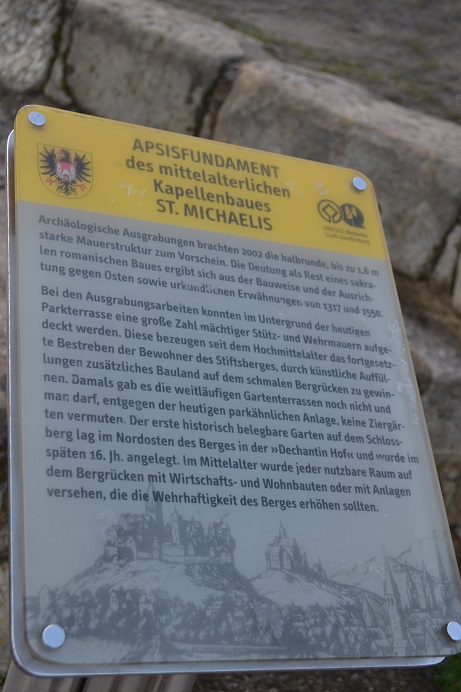 APSISFUNDAMENT
des mittelalterlichen
Kapellenbaues
ST. MICHAELIS
UNESCO Welterbe
Stadt Quedlinburg
Archäologische Ausgrabungen brachten 2002 die halbrunde, bis zu 1,6 m
starke Mauerstruktur zum Vorschein. Die Deutung als Rest eines sakra-
len romanischen Baues ergibt sich aus der Bauweise und der Ausrich-
tung gegen Osten sowie urkundlichen Erwähnungen von 1317 und 1550.
Bei den Ausgrabungsarbeiten konnten im Untergrund der heutigen
Parkterrasse eine große Zahl mächtiger Stütz- und Wehrmauern aufge-
deckt werden. Diese bezeugen seit dem Hochmittelalter das fortgesetz-
te Bestreben der Bewohner des Stiftsberges, durch künstliche Auffül-
lungen zusätzliches Bauland auf dem schmalen Bergrücken zu gewin-
nen. Damals gab es die weitläufigen Gartenterrassen noch nicht und
man darf, entgegen der heutigen parkähnlichen Anlage, keine Ziergär-
ten vermuten. Der erste historisch belegbare Garten auf dem Schloss-
berg lag im Nordosten des Berges in der »Dechantin Hof« und wurde im
späten 16. Jh. angelegt. Im Mittelalter wurde jeder nutzbare Raum auf
dem Bergrücken mit Wirtschafts- und Wohnbauten oder mit Anlagen
versehen, die die Wehrhaftigkeit des Berges erhöhen sollten.